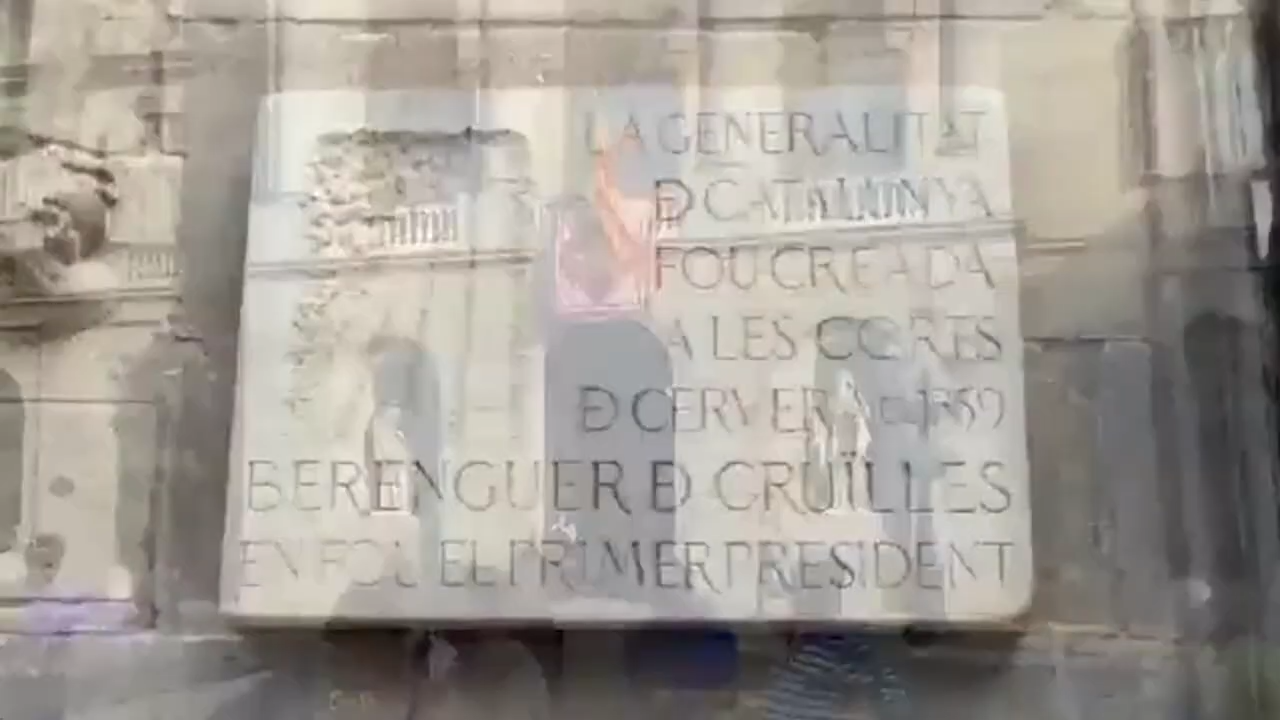 LA GENERALITAT
Đ CATALUNYA
FOU CREADA
A LES CORTS
Đ CERVERA 1359
BERENGUER Đ CRUÏLLES
EN FOU EL PRIMER PRESIDENT